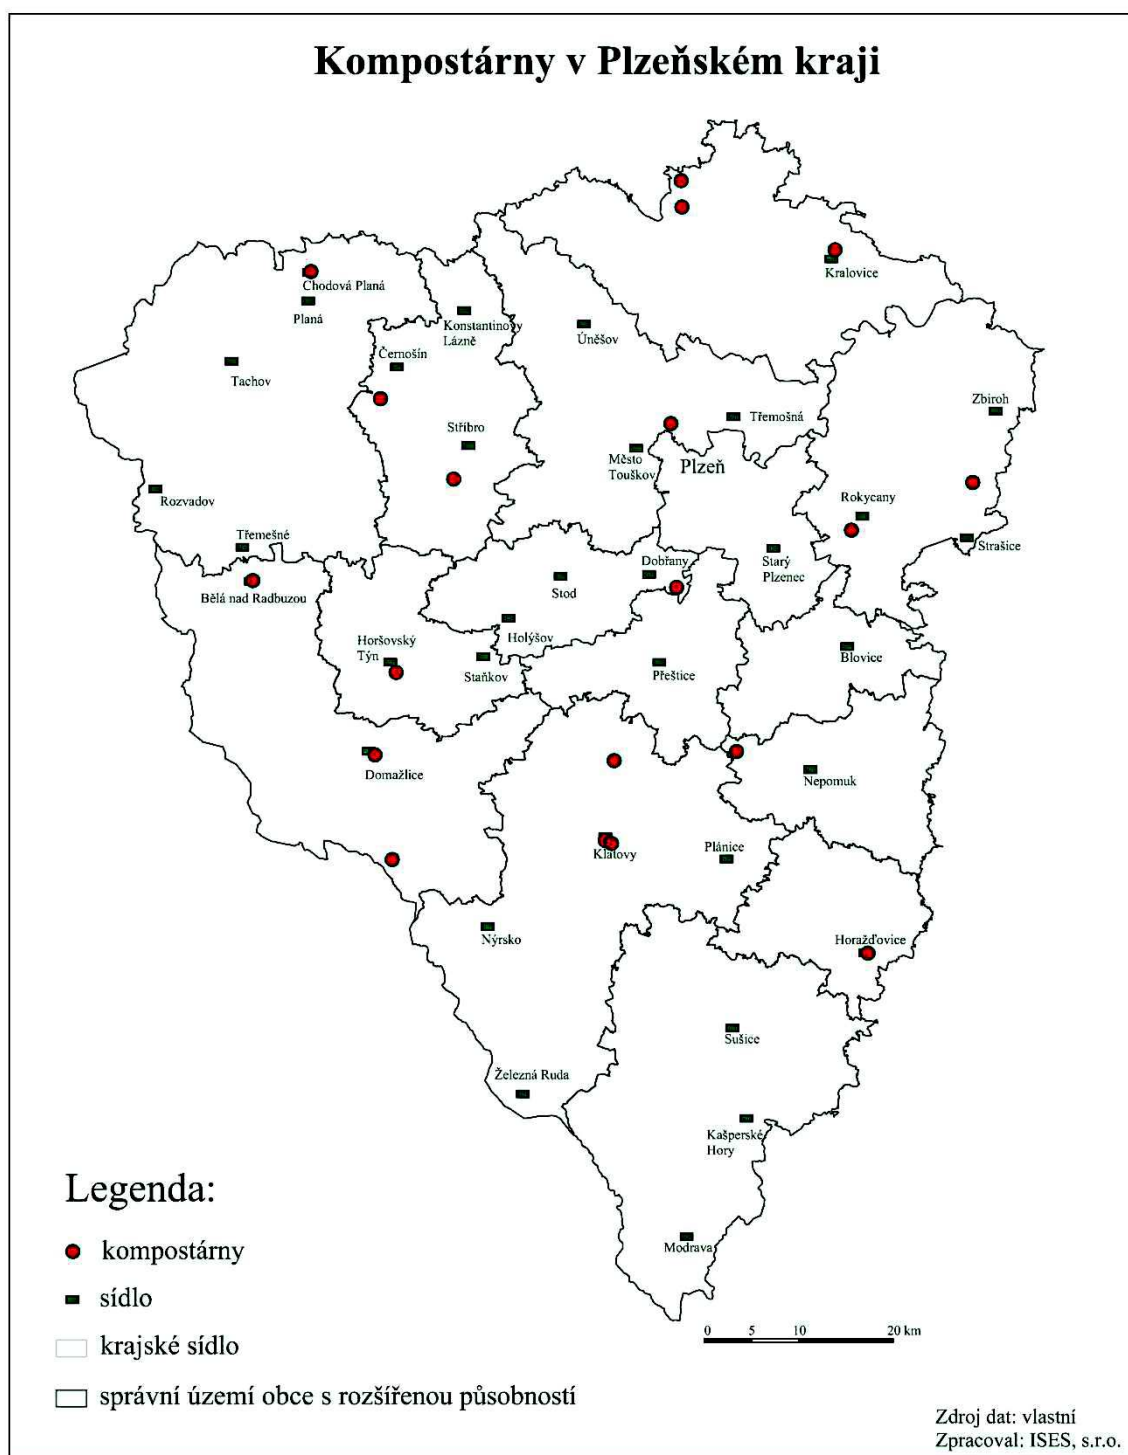 Kompostárny v Plzeňském kraji
Kralovice
Chodová Planá
Planá
Konstantinovy
Lázně
Úněšov
Černošín
Tachov
Zbiroh
Třemošná
Stříbro
Město
Touškov
Plzeň
Rozvadov
Rokycany
Třemešné
Strašice
Dobřany
Starý
Plzenec
Bělá nad Radbuzou
Stod
Holýšov
Horšovský
Týn
Staňkov
Blovice
Přeštice
Domažlice
Nepomuk
Klatovy
Plánice
Nýrsko
Horažďovice
Sušice
Železná Ruda
Kašperské
Hory
Modrava
Legenda:
kompostárny
sídlo
krajské sídlo
správní území obce s rozšířenou působností
0 5 10 20 km
Zdroj dat: vlastní
Zpracoval: ISES, s.r.o.